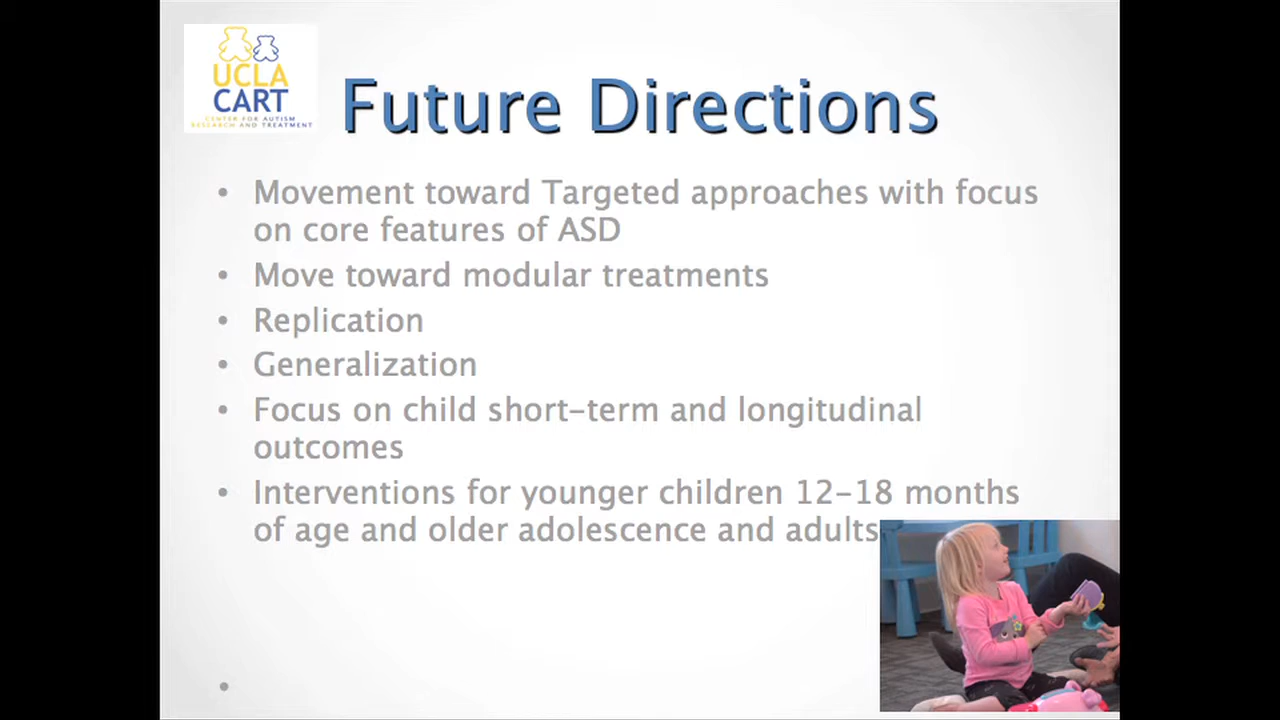 UCLA
CART
CENTER FOR AUTISM
RESEARCH AND TREATMENT
Future Directions
• Movement toward Targeted approaches with focus
on core features of ASD
• Move toward modular treatments
• Replication
• Generalization
• Focus on child short-term and longitudinal
outcomes
• Interventions for younger children 12-18 months
of age and older adolescence and adults
•